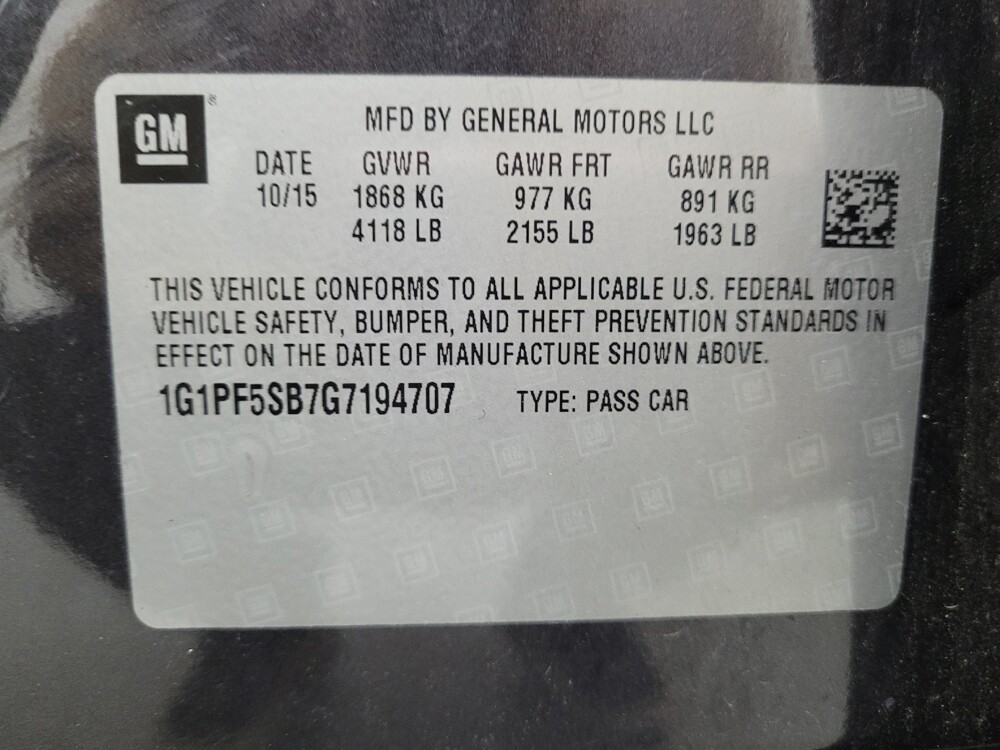 GM®
MFD BY GENERAL MOTORS LLC
DATE GVWR GAWR FRT GAWR RR
10/15 1868 KG 977 KG 891 KG
4118 LB 2155 LB 1963 LB
THIS VEHICLE CONFORMS TO ALL APPLICABLE U.S. FEDERAL MOTOR
VEHICLE SAFETY, BUMPER, AND THEFT PREVENTION STANDARDS IN
EFFECT ON THE DATE OF MANUFACTURE SHOWN ABOVE.
1G1PF5SB7G7194707 TYPE: PASS CAR